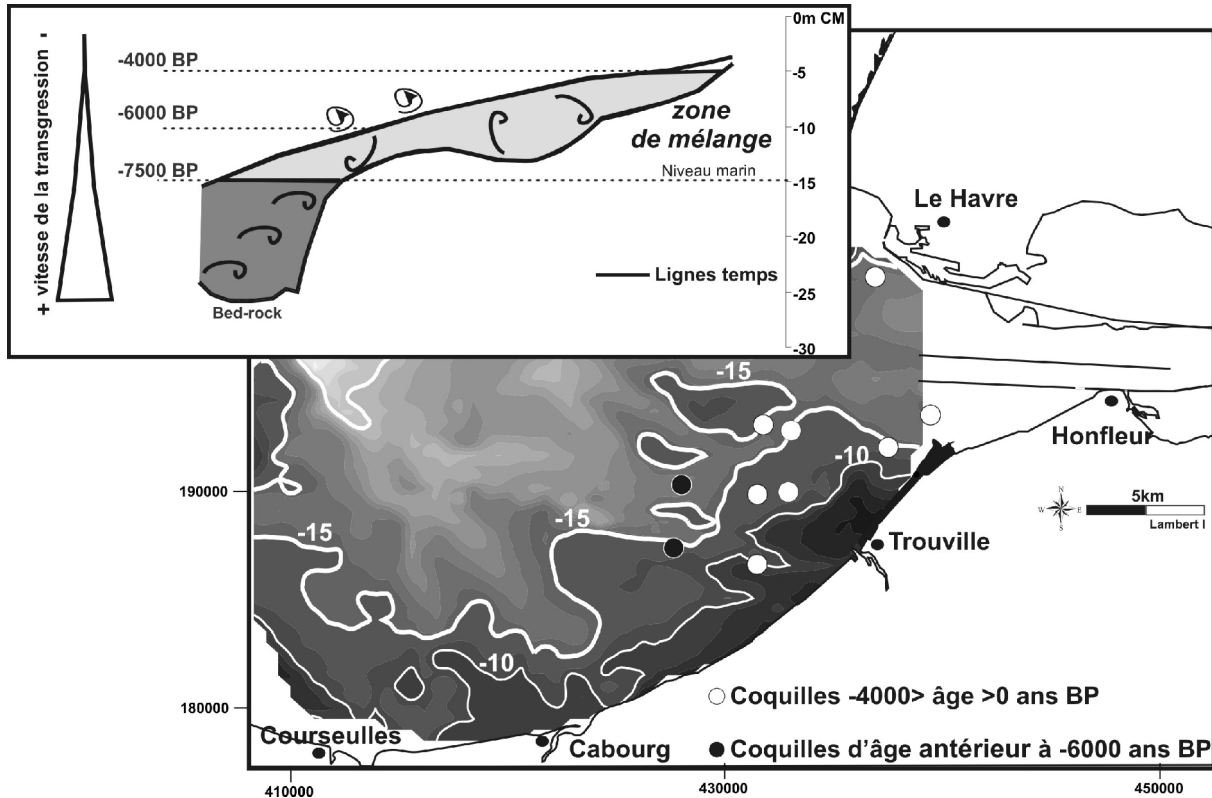 0m CM
+ vitesse de la transgression -
-4000 BP
-5
-6000 BP
zone
de mélange
-10
-7500 BP
Niveau marin
-15
-20
Lignes temps
-25
Bed-rock
-30
Le Havre
-15
Honfleur
-10
190000
N
W E
S
5km
Lambert I
-15
-15
Trouville
-10
Coquilles -4000> âge >0 ans BP
180000
Courseulles
Cabourg
Coquilles d'âge antérieur à -6000 ans BP
410000
430000
450000